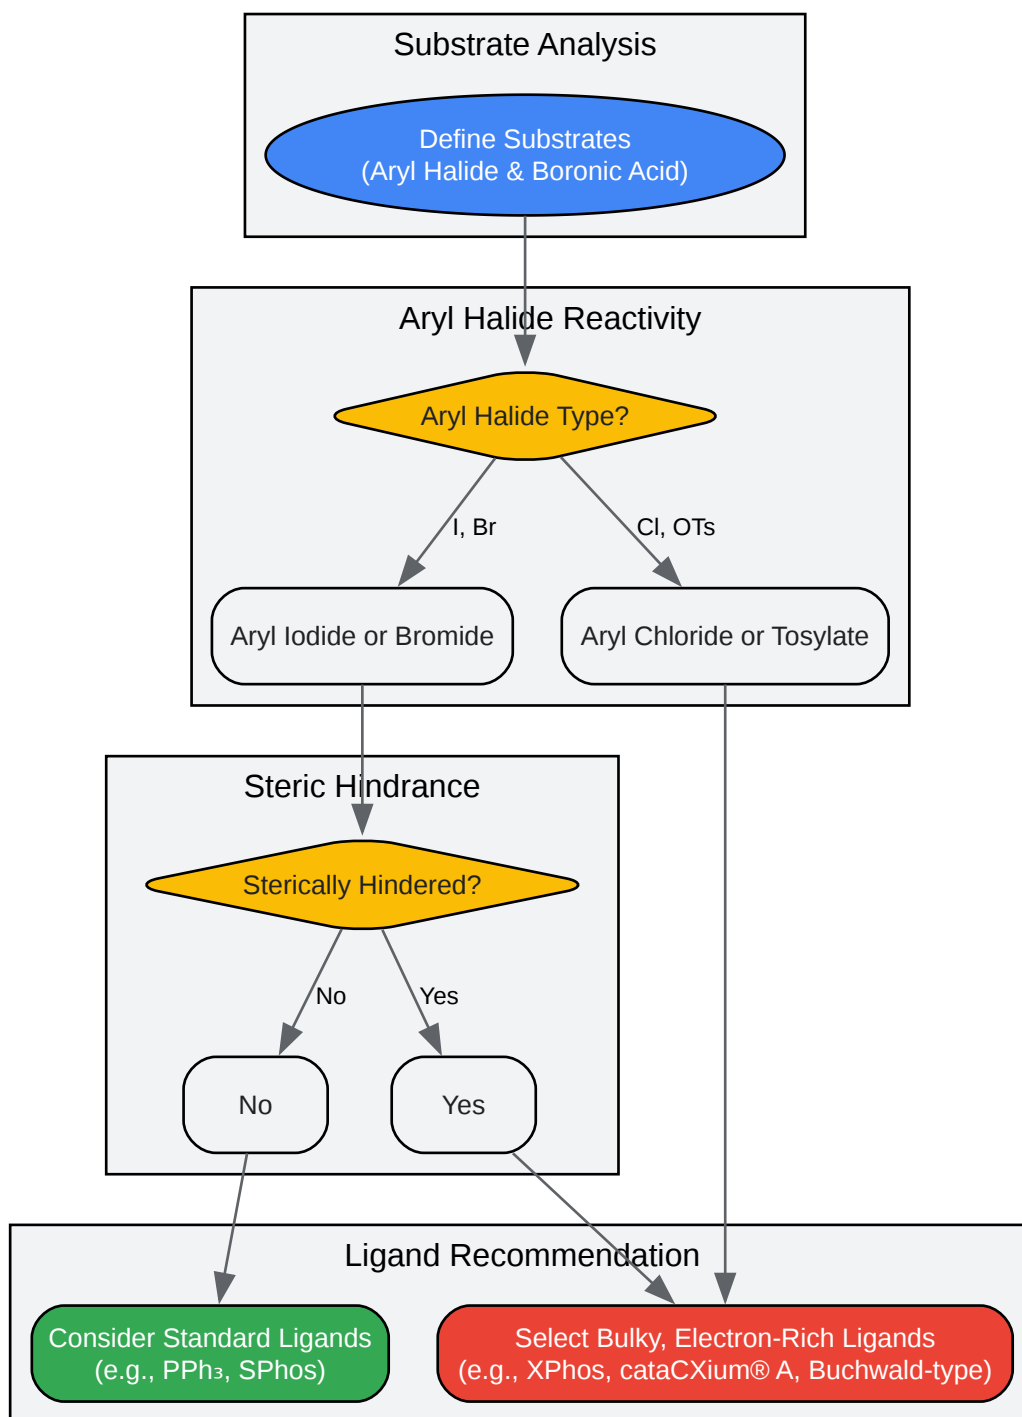 Substrate Analysis
Define Substrates
(Aryl Halide & Boronic Acid)
Aryl Halide Reactivity
Aryl Halide Type?
I, Br
Cl, OTs
Aryl Iodide or Bromide
Aryl Chloride or Tosylate
Steric Hindrance
Sterically Hindered?
No
Yes
No
Yes
Ligand Recommendation
Consider Standard Ligands
(e.g., PPh₃, SPhos)
Select Bulky, Electron-Rich Ligands
(e.g., XPhos, cataCXium® A, Buchwald-type)